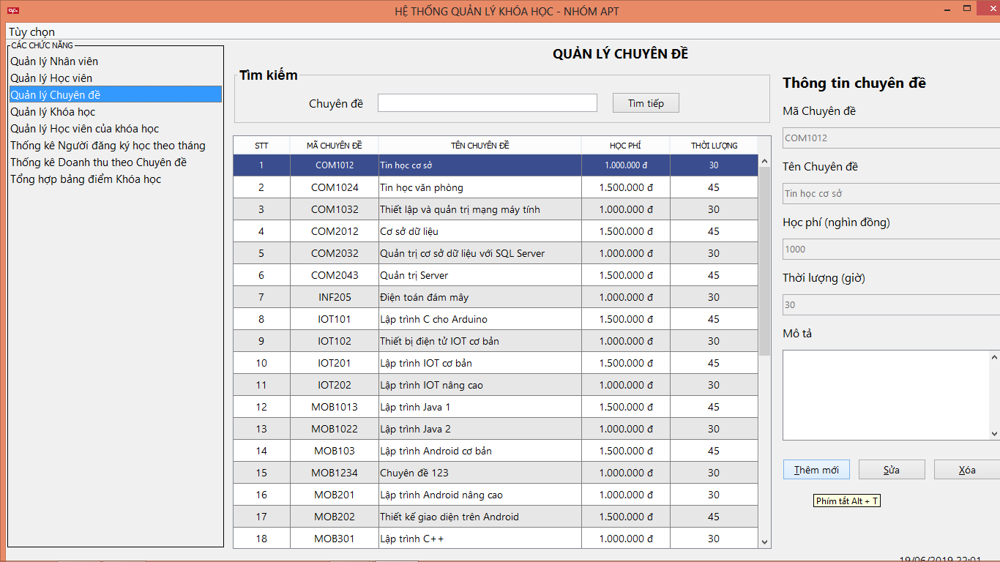 HỆ THỐNG QUẢN LÝ KHÓA HỌC - NHÓM APT
Tùy chọn
CÁC CHỨC NĂNG
Quản lý Nhân viên
Quản lý Học viên
Quản lý Chuyên đề
Quản lý Khóa học
Quản lý Học viên của khóa học
Thống kê Người đăng ký học theo tháng
Thống kê Doanh thu theo Chuyên đề
Tổng hợp bảng điểm Khóa học
QUẢN LÝ CHUYÊN ĐỀ
Tìm kiếm
Chuyên đề Tìm tiếp
STT MÃ CHUYÊN ĐỀ TÊN CHUYÊN ĐỀ HỌC PHÍ THỜI LƯỢNG
1 COM1012 Tin học cơ sở 1.000.000 đ 30
2 COM1024 Tin học văn phòng 1.500.000 đ 45
3 COM1032 Thiết lập và quản trị mạng máy tính 1.000.000 đ 30
4 COM2012 Cơ sở dữ liệu 1.500.000 đ 45
5 COM2032 Quản trị cơ sở dữ liệu với SQL Server 1.000.000 đ 30
6 COM2043 Quản trị Server 1.500.000 đ 45
7 INF205 Điện toán đám mây 1.000.000 đ 30
8 IOT101 Lập trình C cho Arduino 1.500.000 đ 45
9 IOT102 Thiết bị điện tử IOT cơ bản 1.000.000 đ 30
10 IOT201 Lập trình IOT cơ bản 1.500.000 đ 45
11 IOT202 Lập trình IOT nâng cao 1.000.000 đ 30
12 MOB1013 Lập trình Java 1 1.500.000 đ 45
13 MOB1022 Lập trình Java 2 1.000.000 đ 30
14 MOB103 Lập trình Android cơ bản 1.500.000 đ 45
15 MOB1234 Chuyên đề 123 1.000.000 đ 30
16 MOB201 Lập trình Android nâng cao 1.000.000 đ 30
17 MOB202 Thiết kế giao diện trên Android 1.500.000 đ 45
18 MOB301 Lập trình C++ 1.000.000 đ 30
Thông tin chuyên đề
Mã Chuyên đề
COM1012
Tên Chuyên đề
Tin học cơ sở
Học phí (nghìn đồng)
1000
Thời lượng (giờ)
30
Mô tả
Thêm mới Sửa Xóa
Phím tắt Alt + T
19/06/2019 22:01